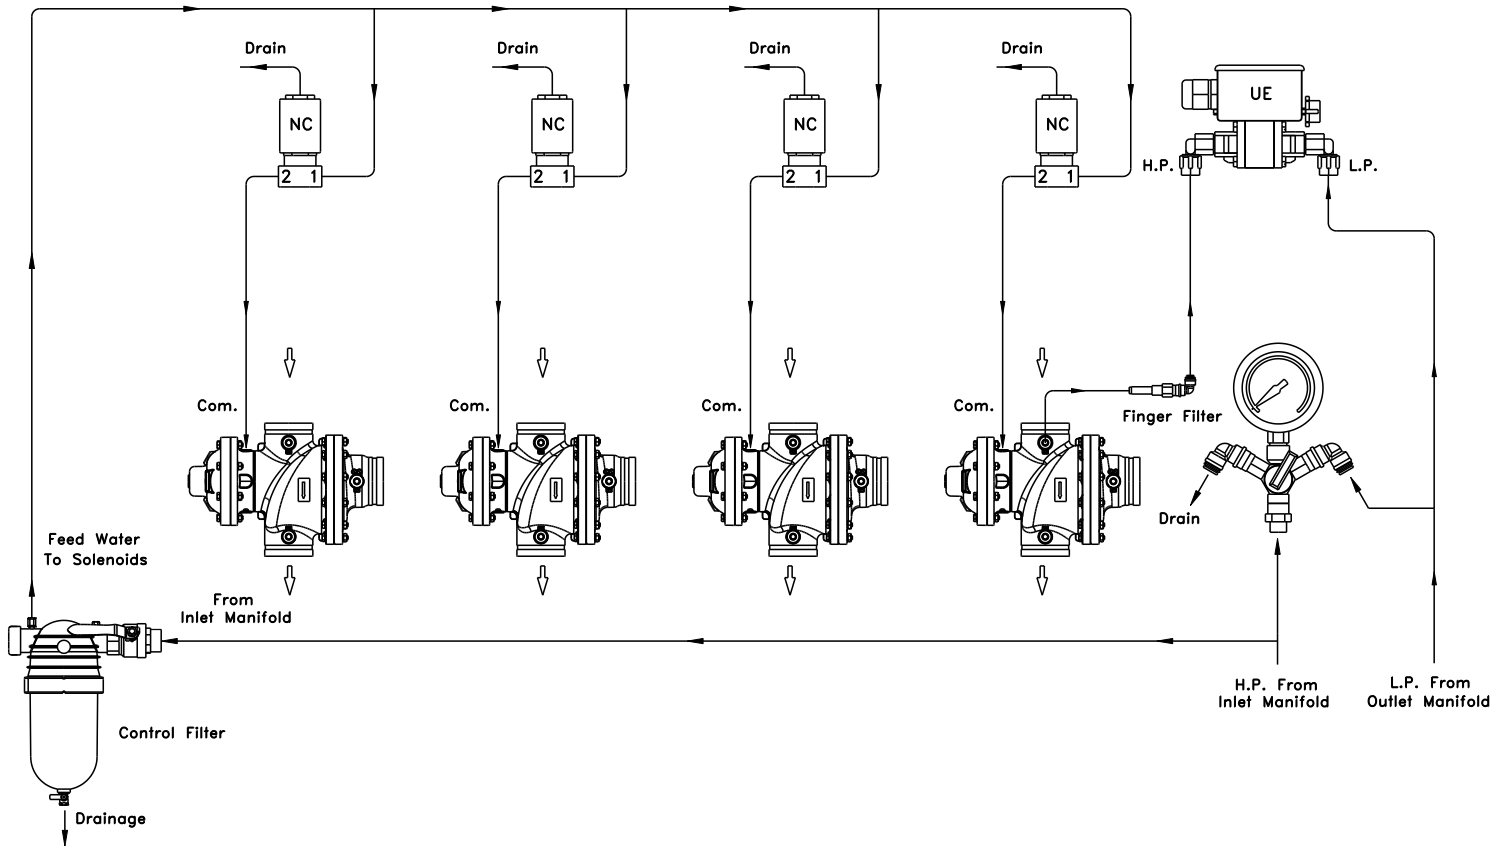 Drain
Drain
Drain
Drain
NC
NC
NC
NC
UE
2 1
2 1
2 1
2 1
H.P.
L.P.
Com.
Com.
Com.
Com.
Finger Filter
Drain
Feed Water
To Solenoids
From
Inlet Manifold
H.P. From
Inlet Manifold
L.P. From
Outlet Manifold
Control Filter
Drainage